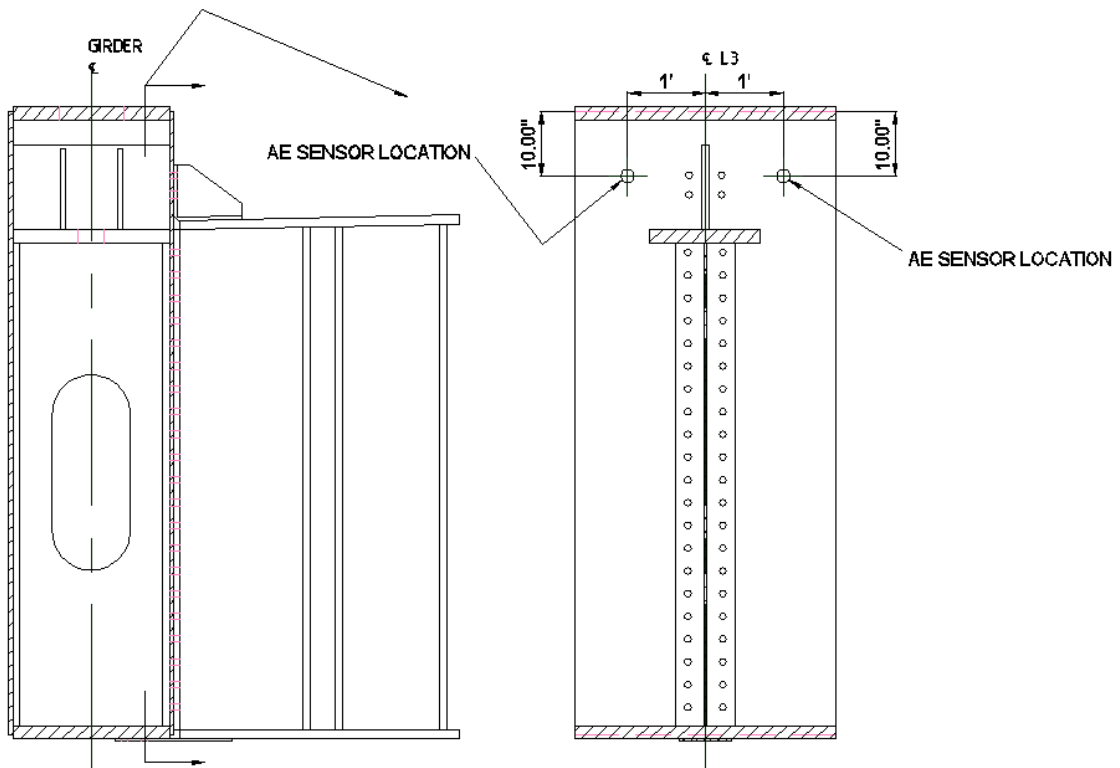 GIRDER
℄
℄ L3
1' 1'
10.00"
10.00"
AE SENSOR LOCATION
AE SENSOR LOCATION